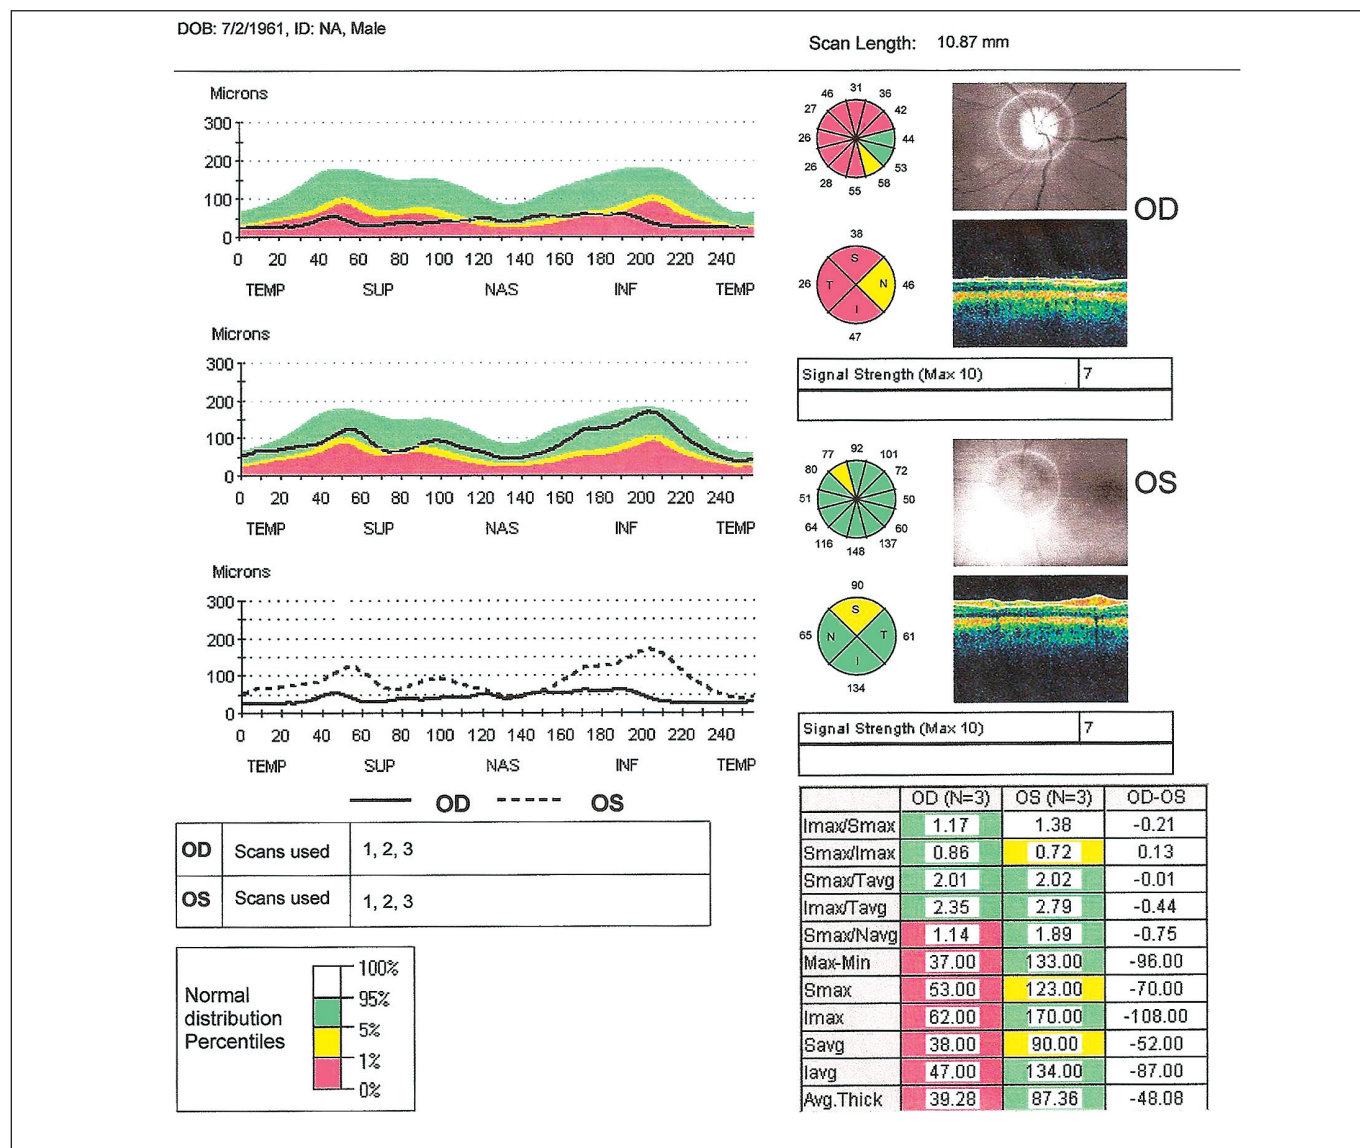 DOB: 7/2/1961, ID: NA, Male
Scan Length: 10.87 mm
Microns
300
200
100
0
0 20 40 60 80 100 120 140 160 180 200 220 240
TEMP SUP NAS INF TEMP
31
46 36
27 42
26 44
26 53
28 58
55
OD
38
S
26 T N 46
I
47
Signal Strength (Max 10) 7
Microns
300
200
100
0
0 20 40 60 80 100 120 140 160 180 200 220 240
TEMP SUP NAS INF TEMP
92
77 101
80 72
51 50
64 60
116 137
148
OS
90
S
65 N T 61
I
134
Signal Strength (Max 10) 7
Microns
300
200
100
0
0 20 40 60 80 100 120 140 160 180 200 220 240
TEMP SUP NAS INF TEMP
OD OS
OD Scans used 1, 2, 3
OS Scans used 1, 2, 3
Normal
distribution
Percentiles
100%
95%
5%
1%
0%
OD (N=3) OS (N=3) OD-OS
Imax/Smax 1.17 1.38 -0.21
Smax/Imax 0.86 0.72 0.13
Smax/Tavg 2.01 2.02 -0.01
Imax/Tavg 2.35 2.79 -0.44
Smax/Navg 1.14 1.89 -0.75
Max-Min 37.00 133.00 -96.00
Smax 53.00 123.00 -70.00
Imax 62.00 170.00 -108.00
Savg 38.00 90.00 -52.00
Iavg 47.00 134.00 -87.00
Avg.Thick 39.28 87.36 -48.08